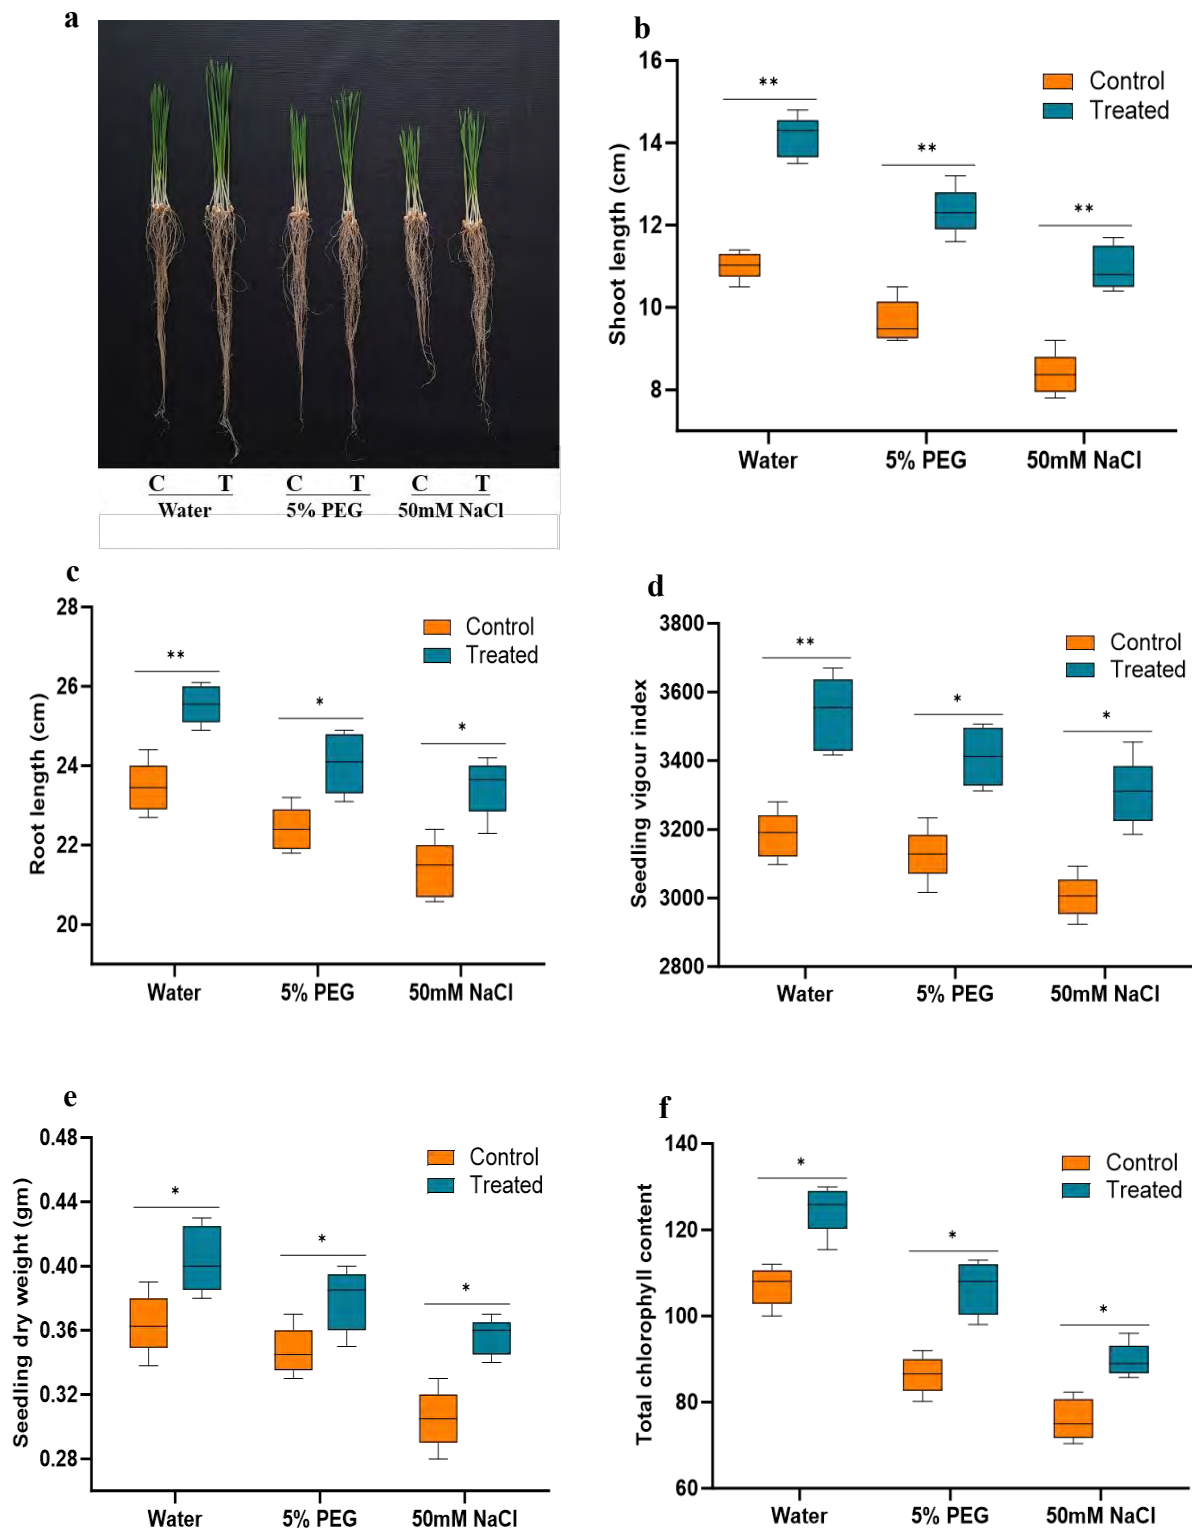 a
C T C T C T
Water 5% PEG 50mM NaCl
b
Shoot length (cm)
16
14
12
10
8
** ** **
Control
Treated
Water 5% PEG 50mM NaCl
c
Root length (cm)
28
26
24
22
20
** * *
Control
Treated
Water 5% PEG 50mM NaCl
d
Seedling vigour index
3800
3600
3400
3200
3000
2800
** * *
Control
Treated
Water 5% PEG 50mM NaCl
e
Seedling dry weight (gm)
0.48
0.44
0.40
0.36
0.32
0.28
* * *
Control
Treated
Water 5% PEG 50mM NaCl
f
Total chlorophyll content
140
120
100
80
60
* * *
Control
Treated
Water 5% PEG 50mM NaCl